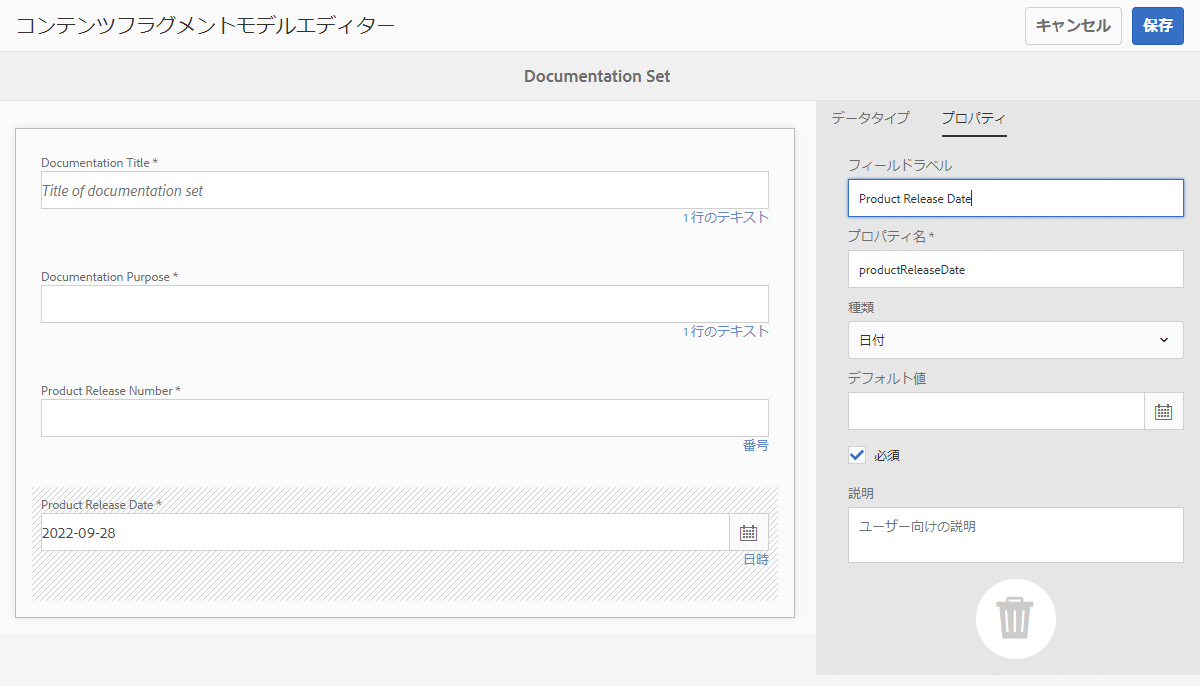 コンテンツフラグメントモデルエディター
キャンセル
保存
Documentation Set
Documentation Title *
Title of documentation set
1 行のテキスト
Documentation Purpose *
1 行のテキスト
Product Release Number *
番号
Product Release Date *
2022-09-28
日時
データタイプ
プロパティ
フィールドラベル
Product Release Date
プロパティ名 *
productReleaseDate
種類
日付
デフォルト値
必須
説明
ユーザー向けの説明